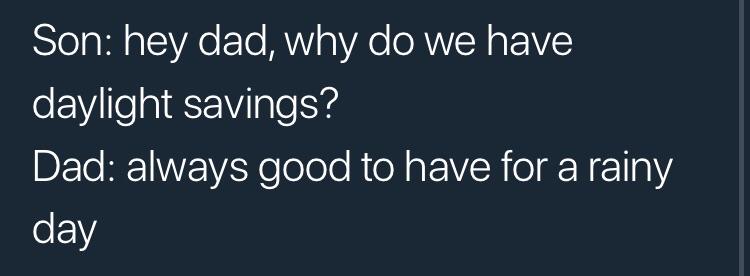 Son: hey dad, why do we have
daylight savings?
Dad: always good to have for a rainy
day